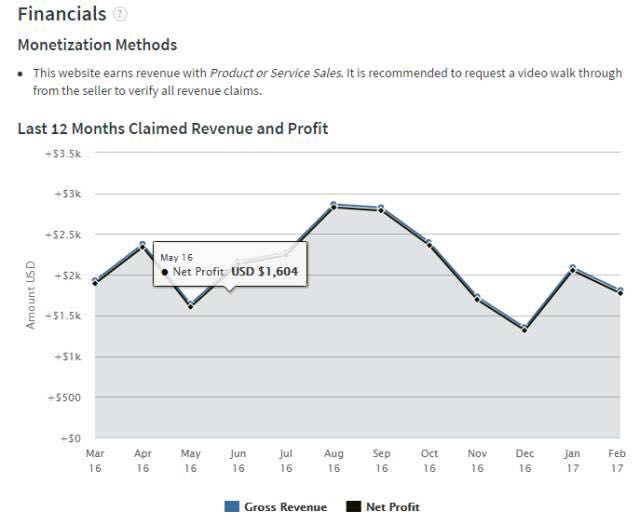 Financials ?
Monetization Methods
• This website earns revenue with Product or Service Sales. It is recommended to request a video walk through
from the seller to verify all revenue claims.
Last 12 Months Claimed Revenue and Profit
+$3.5k
+$3k
+$2.5k
+$2k
+$1.5k
+$1k
+$500
+$0
Amount USD
May 16
● Net Profit: USD $1,604
Mar Apr May Jun Jul Aug Sep Oct Nov Dec Jan Feb
16 16 16 16 16 16 16 16 16 16 17 17
Gross Revenue Net Profit